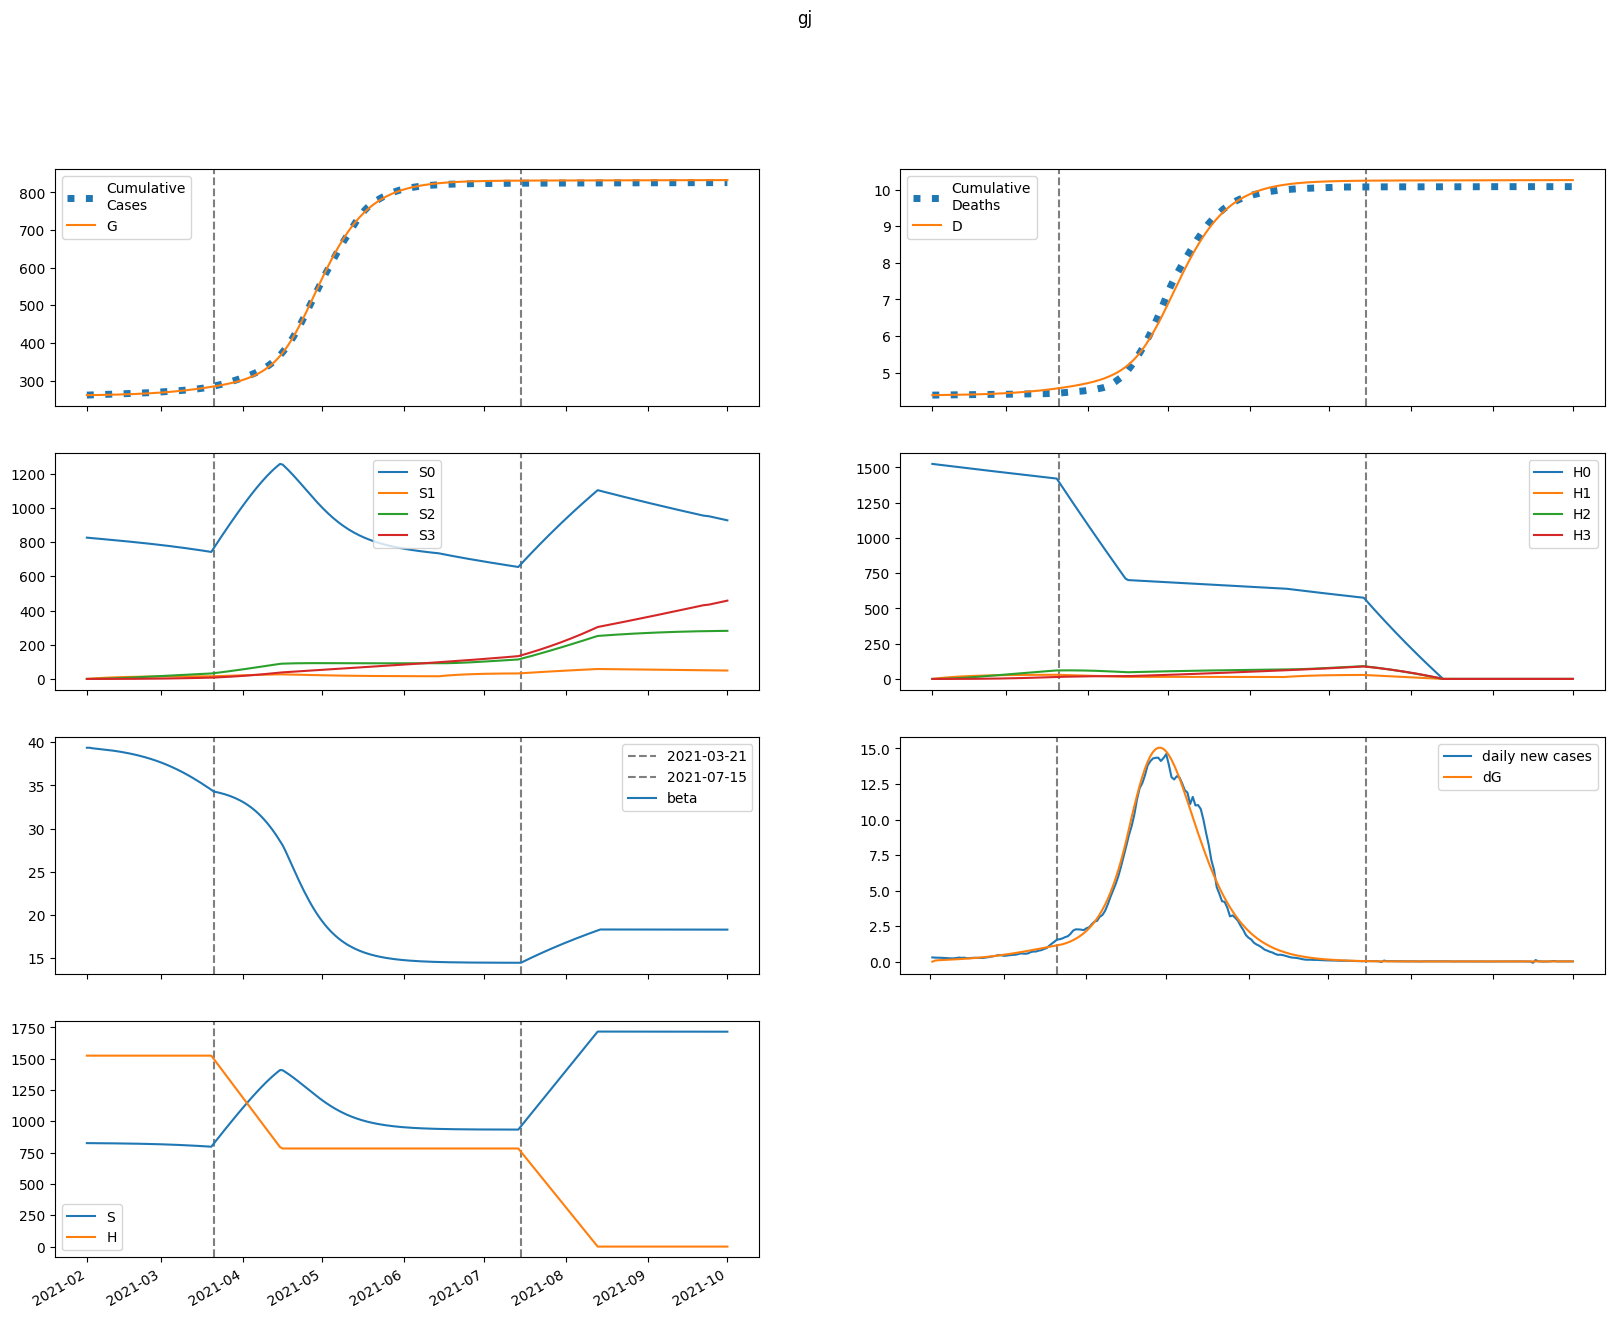 gj
Cumulative
Cases
G
800
700
600
500
400
300
Cumulative
Deaths
D
10
9
8
7
6
5
S0
S1
S2
S3
1200
1000
800
600
400
200
0
H0
H1
H2
H3
1500
1250
1000
750
500
250
0
2021-03-21
2021-07-15
beta
40
35
30
25
20
15
daily new cases
dG
15.0
12.5
10.0
7.5
5.0
2.5
0.0
1750
1500
1250
1000
750
500
250
0
S
H
2021-02
2021-03
2021-04
2021-05
2021-06
2021-07
2021-08
2021-09
2021-10